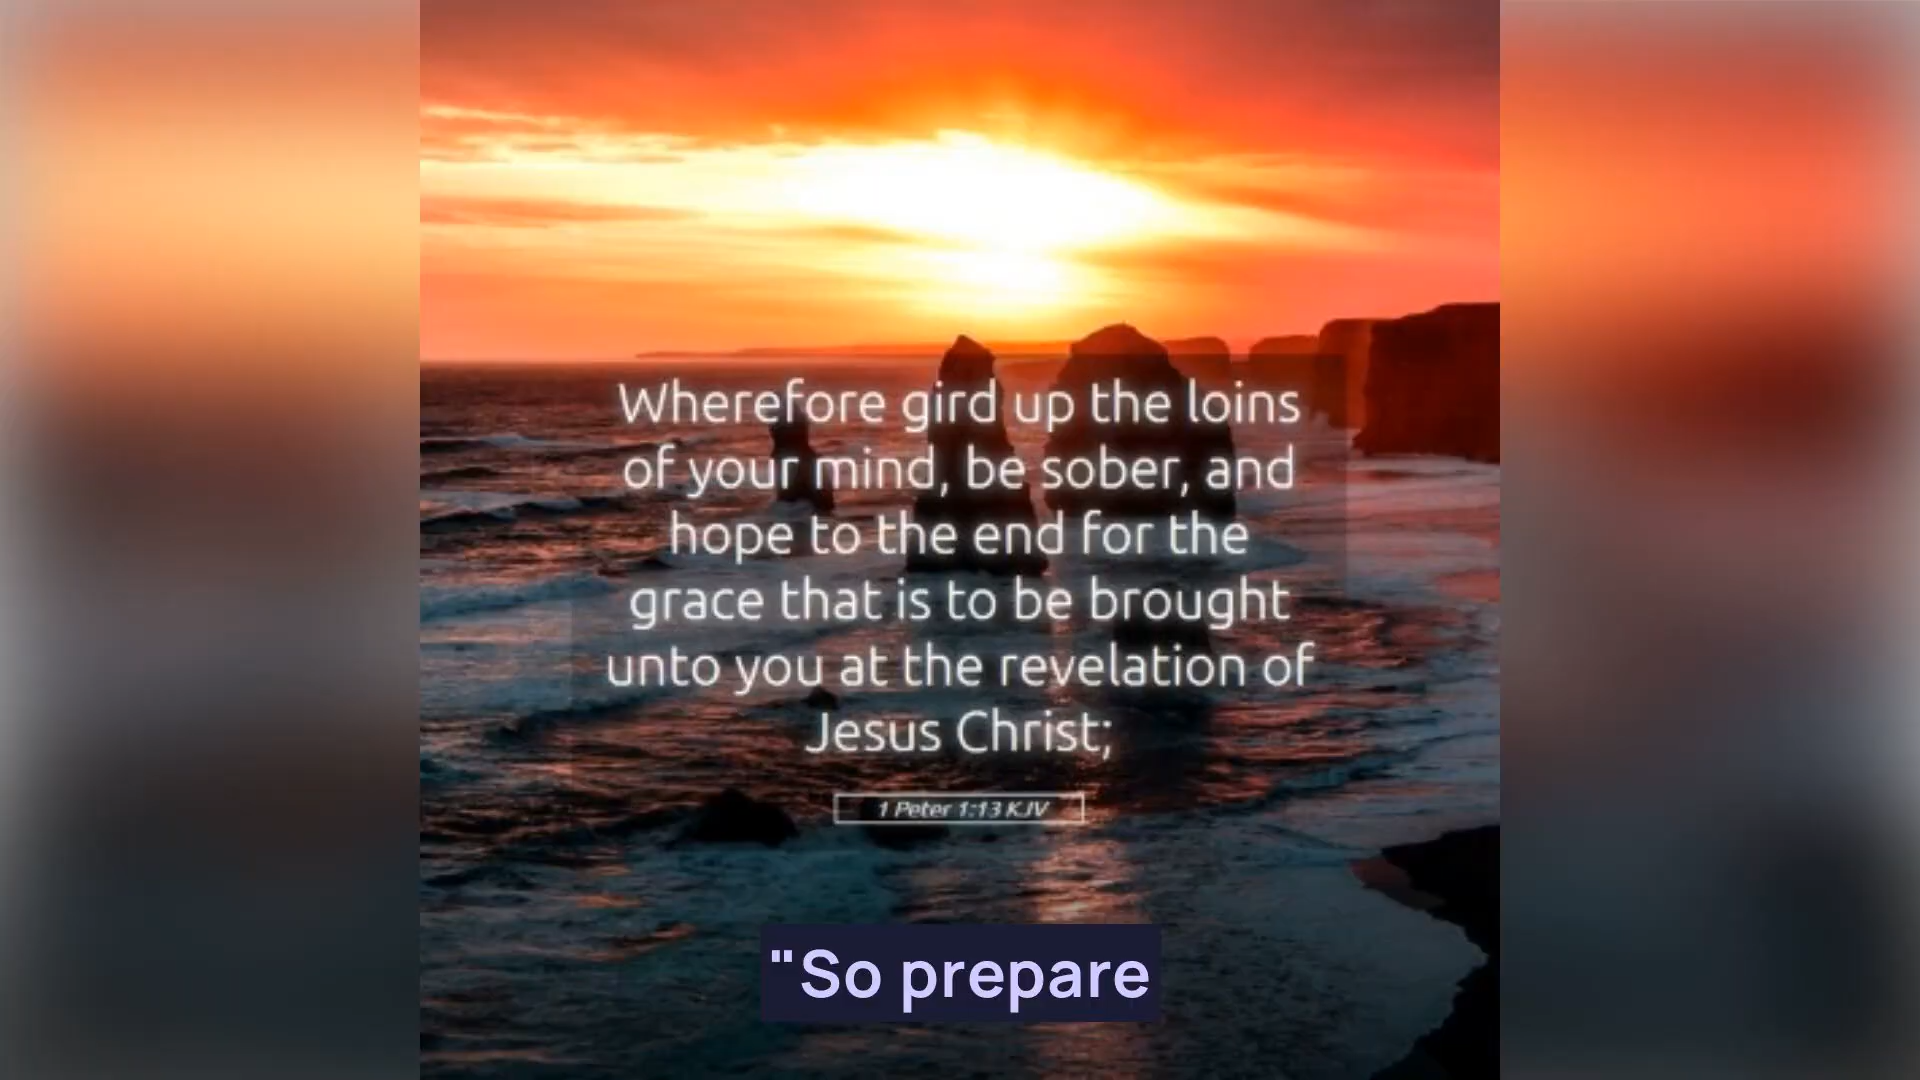 Wherefore gird up the loins
of your mind, be sober, and
hope to the end for the
grace that is to be brought
unto you at the revelation of
Jesus Christ;
1 Peter 1:13 KJV
"So prepare